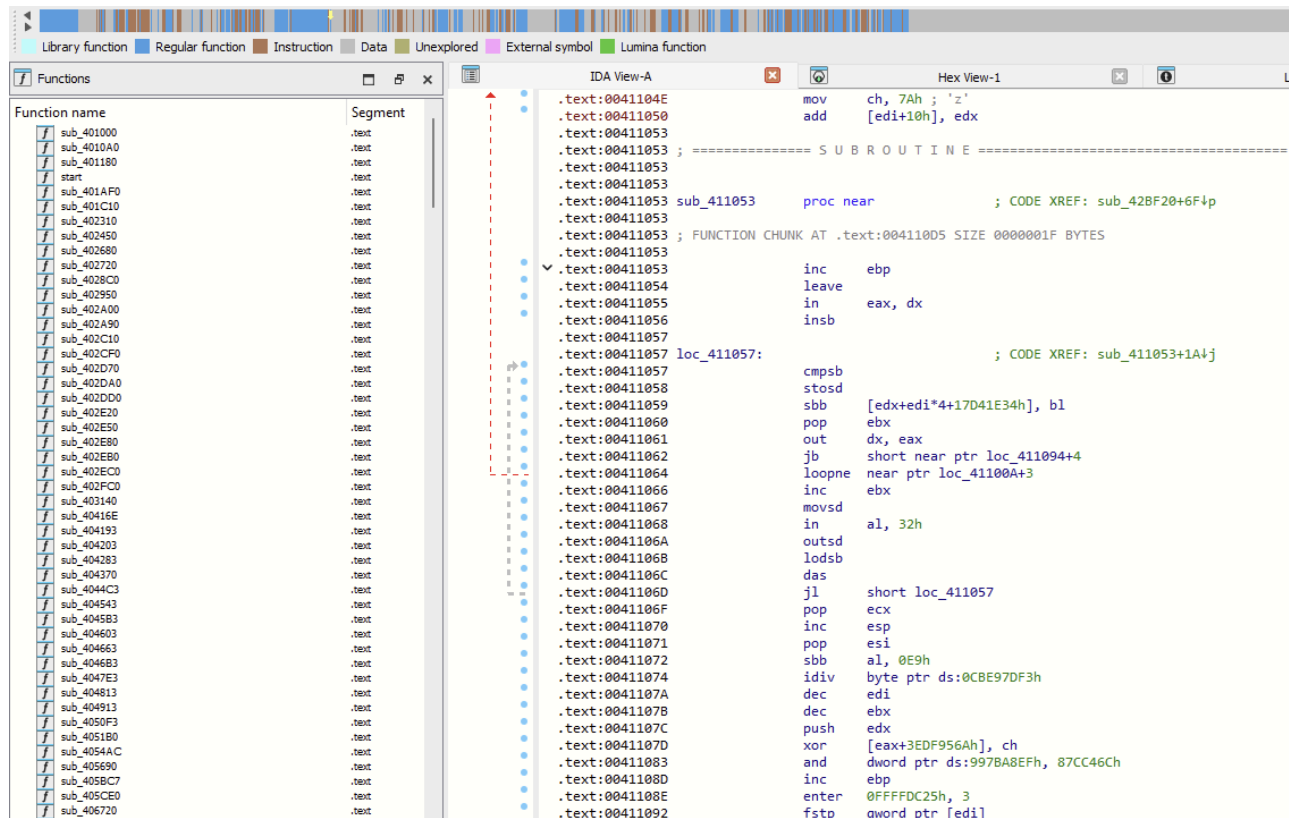 Library function Regular function Instruction Data Unexplored External symbol Lumina function
Functions
Function name Segment
sub_401000 .text
sub_4010A0 .text
sub_401180 .text
start .text
sub_401AF0 .text
sub_401C10 .text
sub_402310 .text
sub_402450 .text
sub_402680 .text
sub_402720 .text
sub_4028C0 .text
sub_402950 .text
sub_402A00 .text
sub_402A90 .text
sub_402C10 .text
sub_402CF0 .text
sub_402D70 .text
sub_402DA0 .text
sub_402DD0 .text
sub_402E20 .text
sub_402E50 .text
sub_402E80 .text
sub_402EB0 .text
sub_402EC0 .text
sub_402FC0 .text
sub_403140 .text
sub_40416E .text
sub_404193 .text
sub_404203 .text
sub_404283 .text
sub_404370 .text
sub_4044C3 .text
sub_404543 .text
sub_4045B3 .text
sub_404603 .text
sub_404663 .text
sub_4046B3 .text
sub_4047E3 .text
sub_404813 .text
sub_404913 .text
sub_4050F3 .text
sub_4051B0 .text
sub_4054AC .text
sub_405690 .text
sub_405BC7 .text
sub_405CE0 .text
sub_406720 .text
IDA View-A Hex View-1 L
.text:0041104E mov ch, 7Ah ; 'z'
.text:00411050 add [edi+10h], edx
.text:00411053
.text:00411053 ; =============== S U B R O U T I N E =======================================
.text:00411053
.text:00411053
.text:00411053 sub_411053 proc near ; CODE XREF: sub_42BF20+6F↓p
.text:00411053
.text:00411053 ; FUNCTION CHUNK AT .text:004110D5 SIZE 0000001F BYTES
.text:00411053
.text:00411053 inc ebp
.text:00411054 leave
.text:00411055 in eax, dx
.text:00411056 insb
.text:00411057
.text:00411057 loc_411057: ; CODE XREF: sub_411053+1A↓j
.text:00411057 cmpsb
.text:00411058 stosd
.text:00411059 sbb [edx+edi*4+17D41E34h], bl
.text:00411060 pop ebx
.text:00411061 out dx, eax
.text:00411062 jb short near ptr loc_411094+4
.text:00411064 loopne near ptr loc_41100A+3
.text:00411066 inc ebx
.text:00411067 movsd
.text:00411068 in al, 32h
.text:0041106A outsd
.text:0041106B lodsb
.text:0041106C das
.text:0041106D jl short loc_411057
.text:0041106F pop ecx
.text:00411070 inc esp
.text:00411071 pop esi
.text:00411072 sbb al, 0E9h
.text:00411074 idiv byte ptr ds:0CBE97DF3h
.text:0041107A dec edi
.text:0041107B dec ebx
.text:0041107C push edx
.text:0041107D xor [eax+3EDF956Ah], ch
.text:00411083 and dword ptr ds:997BA8EFh, 87CC46Ch
.text:0041108D inc ebp
.text:0041108E enter 0FFFFDC25h, 3
.text:00411092 fstp qword ptr [edi]